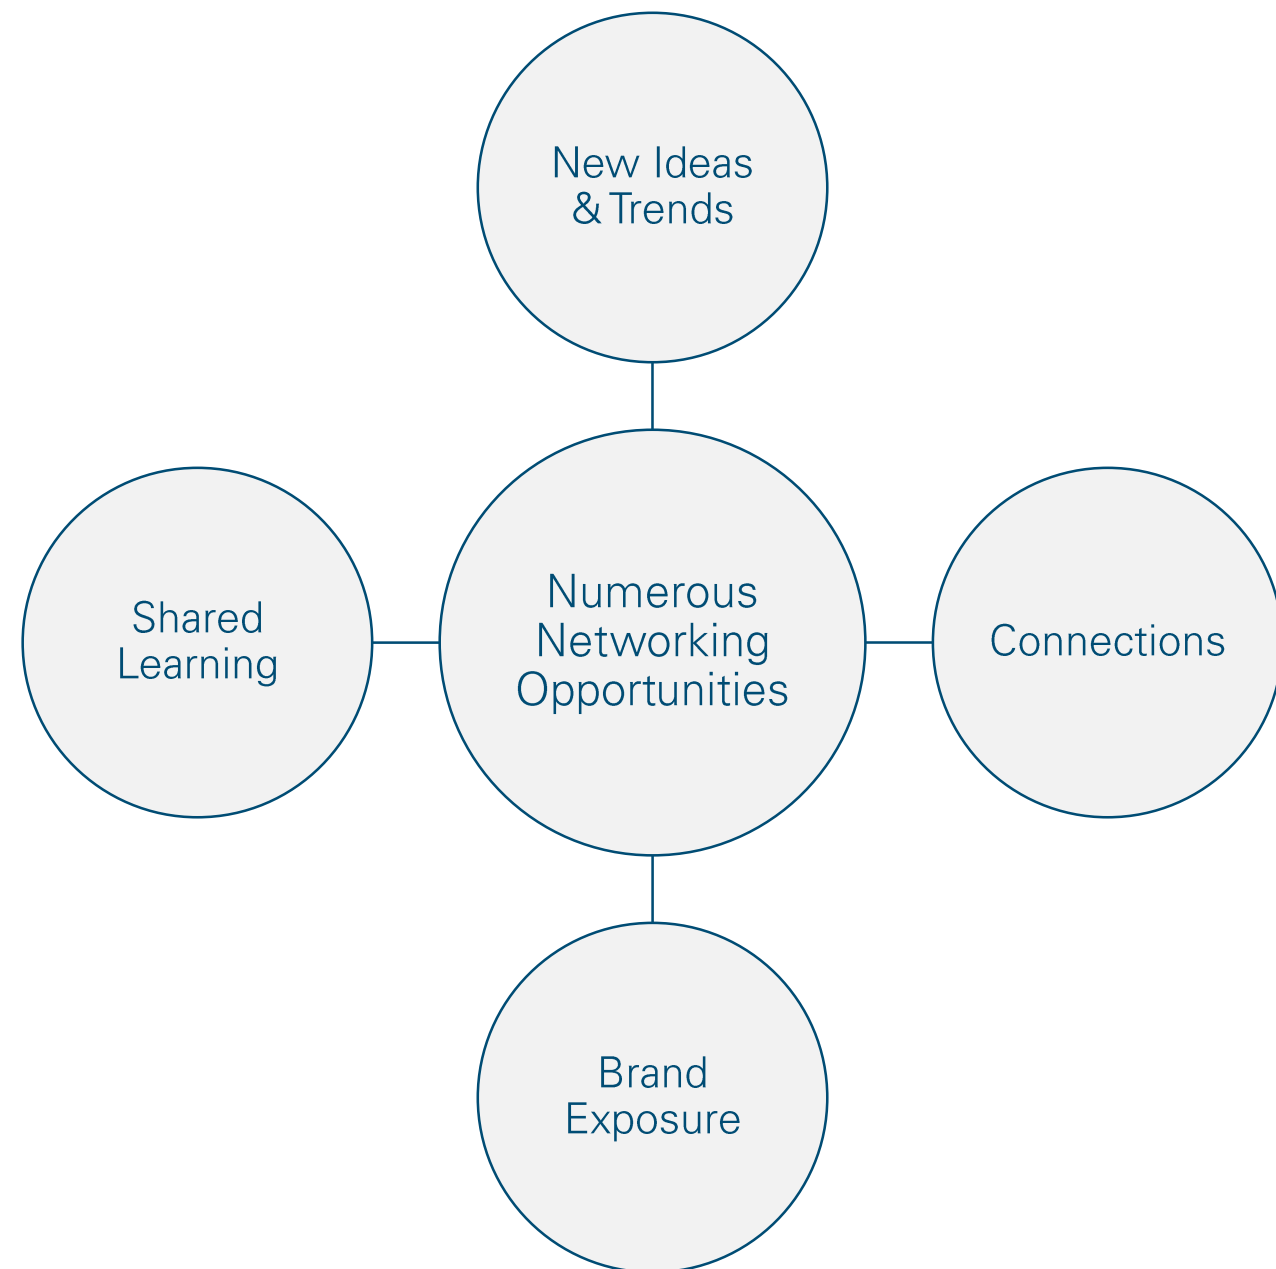 New Ideas
& Trends
Shared
Learning
Numerous
Networking
Opportunities
Connections
Brand
Exposure